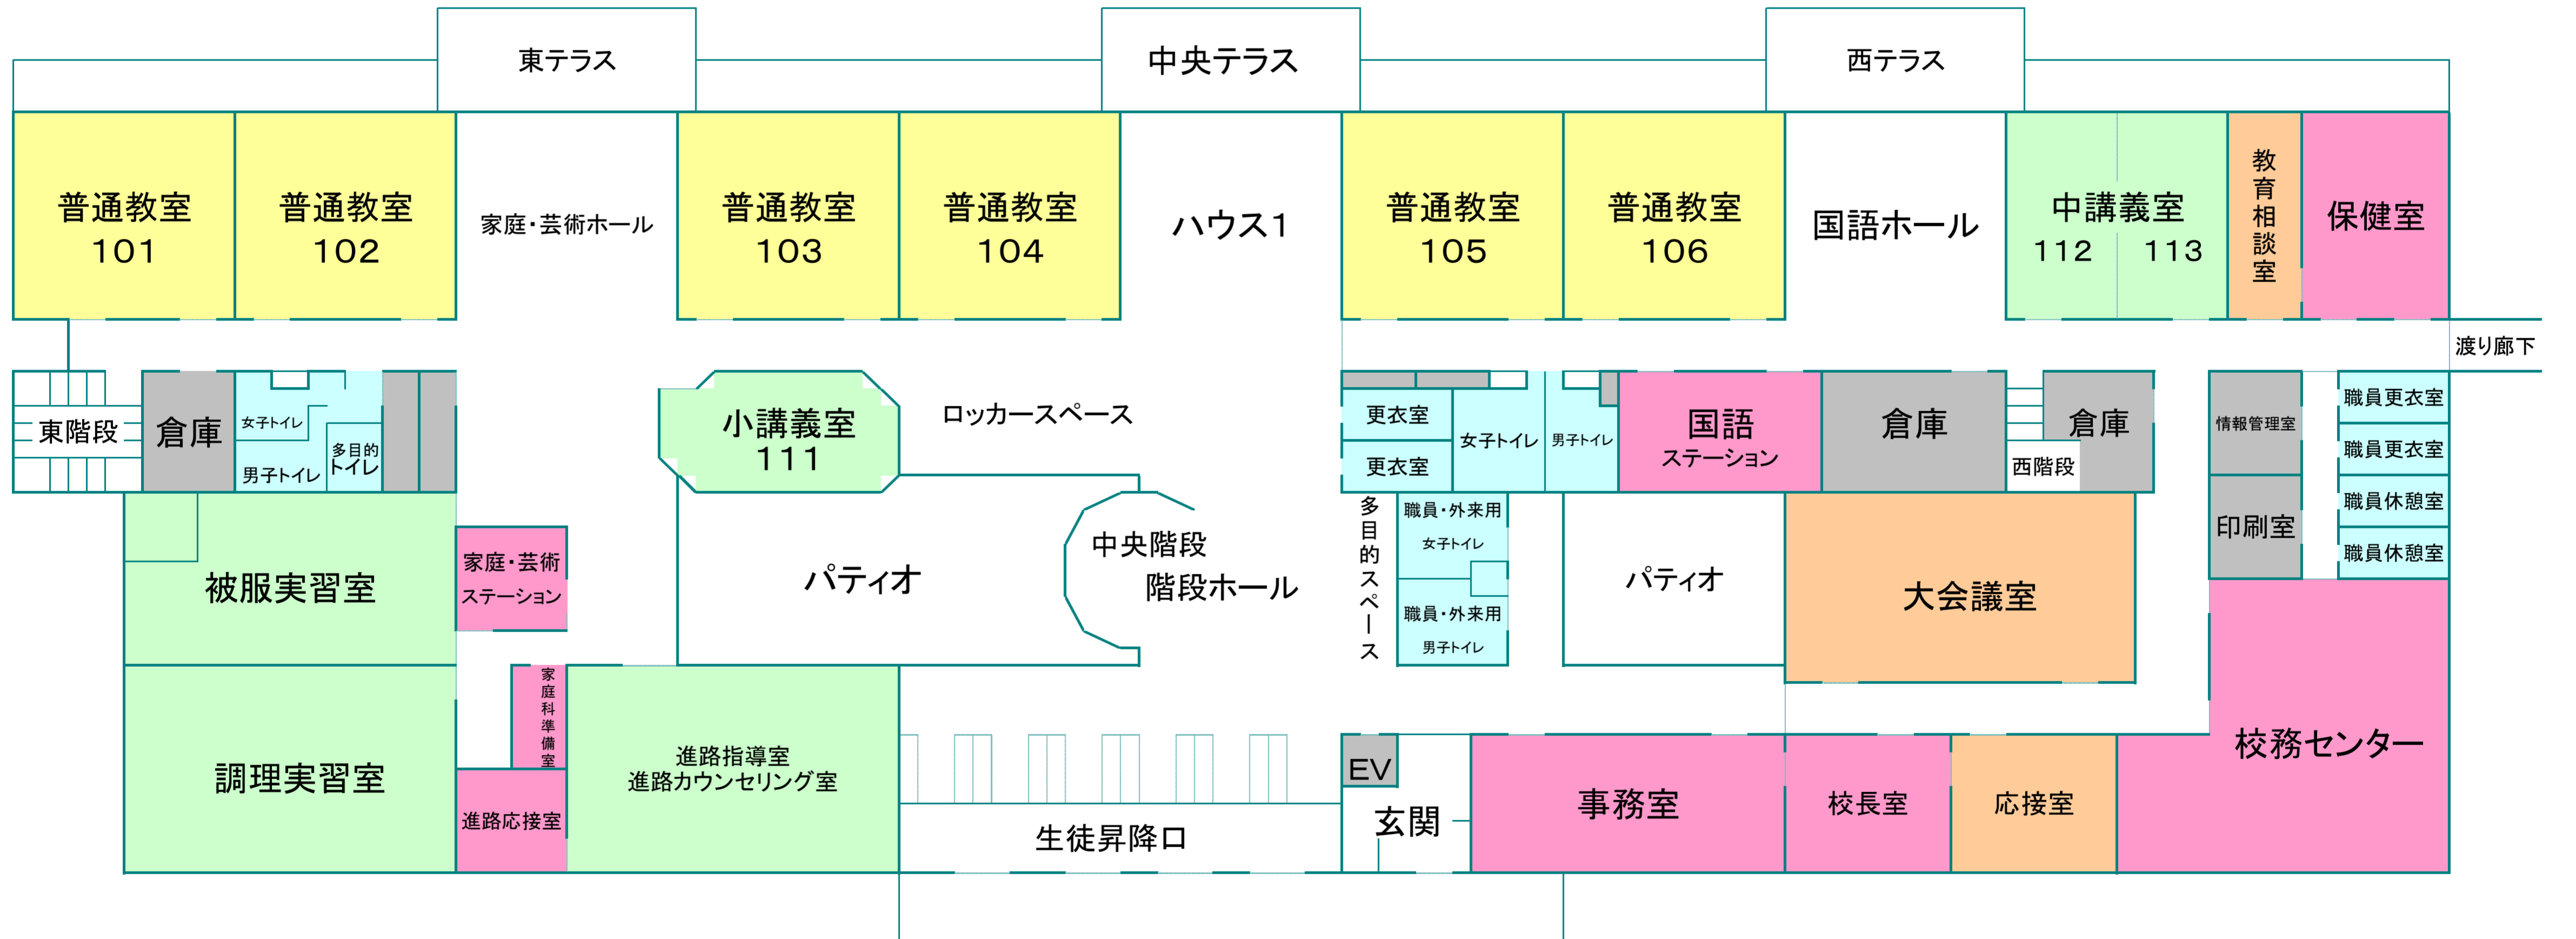 東テラス
中央テラス
西テラス
普通教室
101
普通教室
102
家庭・芸術ホール
普通教室
103
普通教室
104
ハウス1
普通教室
105
普通教室
106
国語ホール
中講義室
112
113
教育相談室
保健室
渡り廊下
東階段
倉庫
女子トイレ
男子トイレ
多目的
トイレ
小講義室
111
ロッカースペース
更衣室
更衣室
女子トイレ
男子トイレ
国語
ステーション
倉庫
西階段
倉庫
情報管理室
印刷室
職員更衣室
職員更衣室
職員休憩室
職員休憩室
被服実習室
家庭・芸術
ステーション
パティオ
中央階段
階段ホール
多目的スペース
職員・外来用
女子トイレ
職員・外来用
男子トイレ
パティオ
大会議室
調理実習室
家庭科準備室
進路応接室
進路指導室
進路カウンセリング室
生徒昇降口
EV
玄関
事務室
校長室
応接室
校務センター